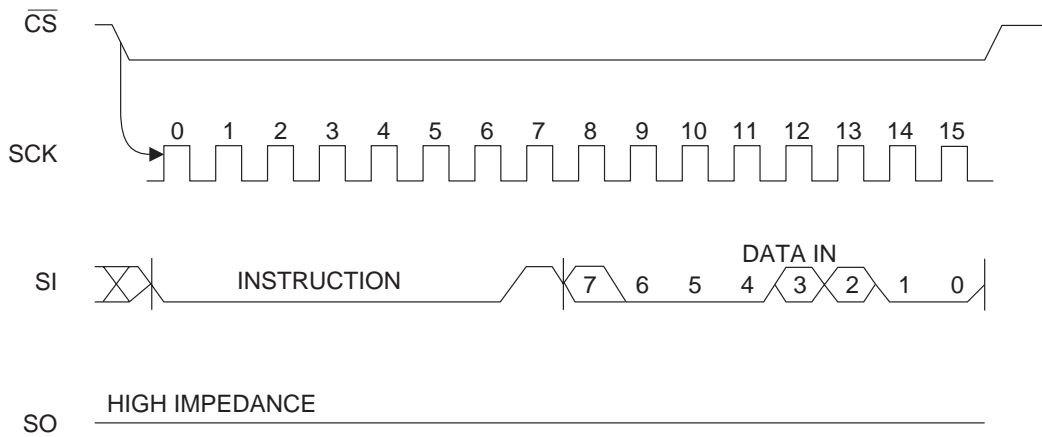 CS
0 1 2 3 4 5 6 7 8 9 10 11 12 13 14 15
SCK
DATA IN
SI INSTRUCTION 7 6 5 4 3 2 1 0
HIGH IMPEDANCE
SO